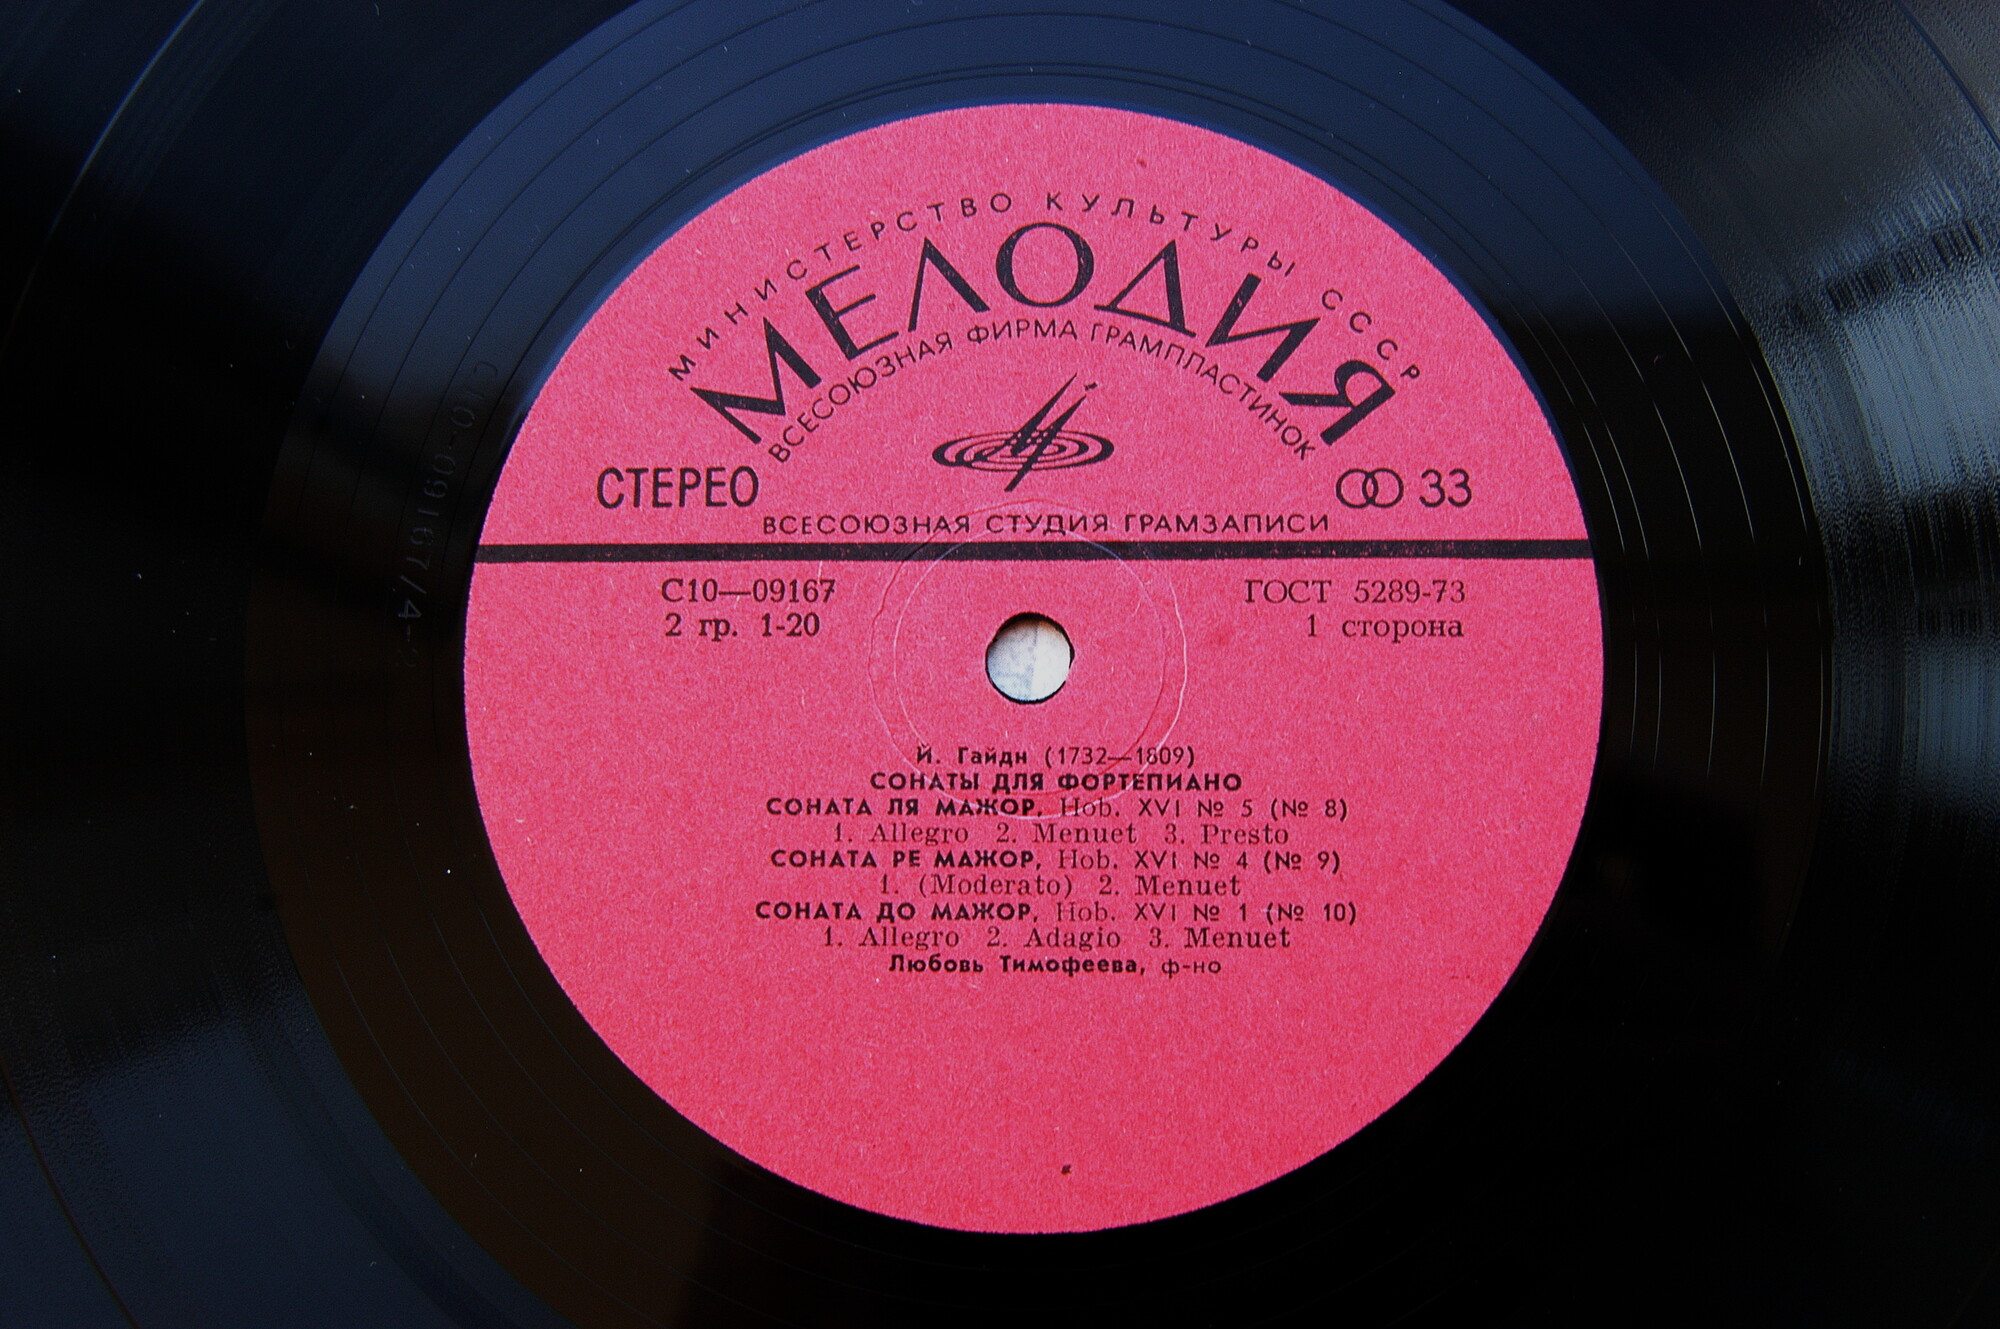 МИНИСТЕРСТВО КУЛЬТУРЫ СССР
МЕЛОДИЯ
ВСЕСОЮЗНАЯ ФИРМА ГРАМПЛАСТИНОК
СТЕРЕО
33
ВСЕСОЮЗНАЯ СТУДИЯ ГРАМЗАПИСИ
С10—09167
ГОСТ 5289-73
2 гр. 1-20
1 сторона
Й. Гайдн (1732—1809)
СОНАТЫ ДЛЯ ФОРТЕПИАНО
СОНАТА ЛЯ МАЖОР, Hob. XVI № 5 (№ 8)
1. Allegro 2. Menuet 3. Presto
СОНАТА РЕ МАЖОР, Hob. XVI № 4 (№ 9)
1. (Moderato) 2. Menuet
СОНАТА ДО МАЖОР, Hob. XVI № 1 (№ 10)
1. Allegro 2. Adagio 3. Menuet
Любовь Тимофеева, ф-но